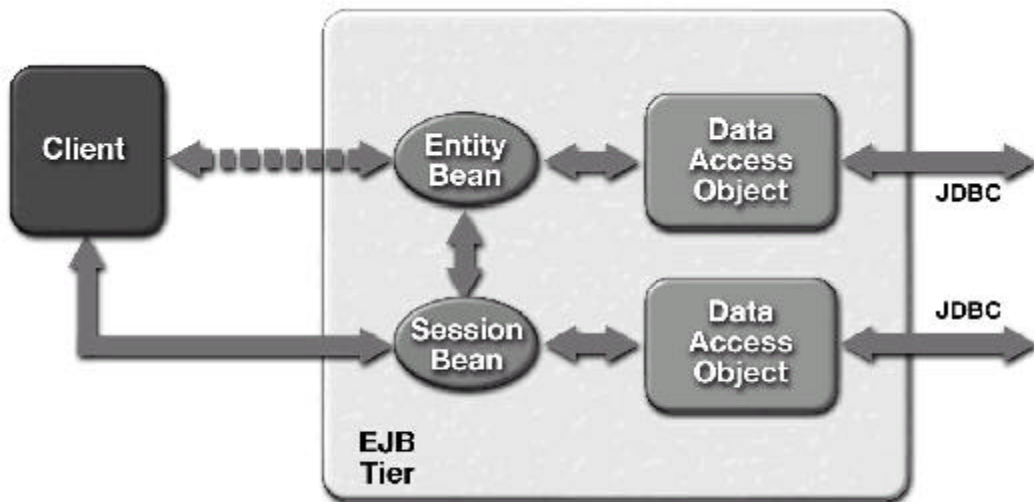 Client
Entity
Bean
Data
Access
Object
JDBC
Session
Bean
Data
Access
Object
JDBC
EJB
Tier